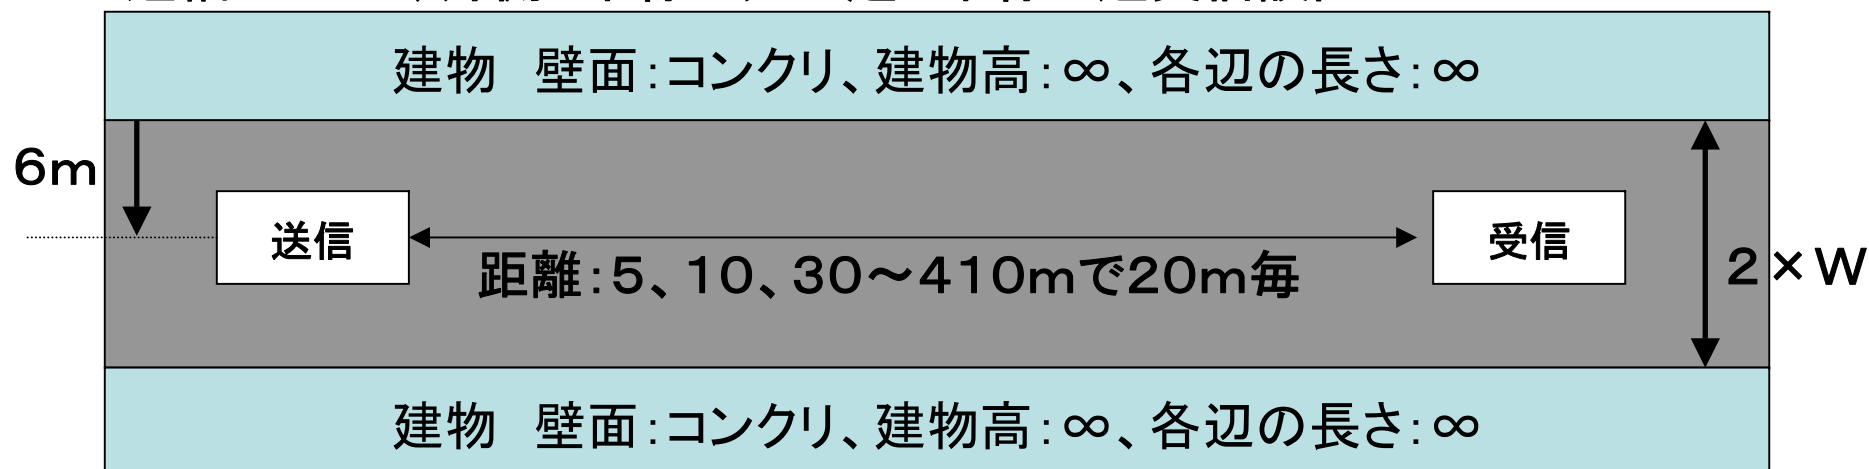 建物　壁面：コンクリ、建物高：∞、各辺の長さ：∞
6m
送信
受信
距離：5、10、30～410mで20m毎
2×W
建物　壁面：コンクリ、建物高：∞、各辺の長さ：∞